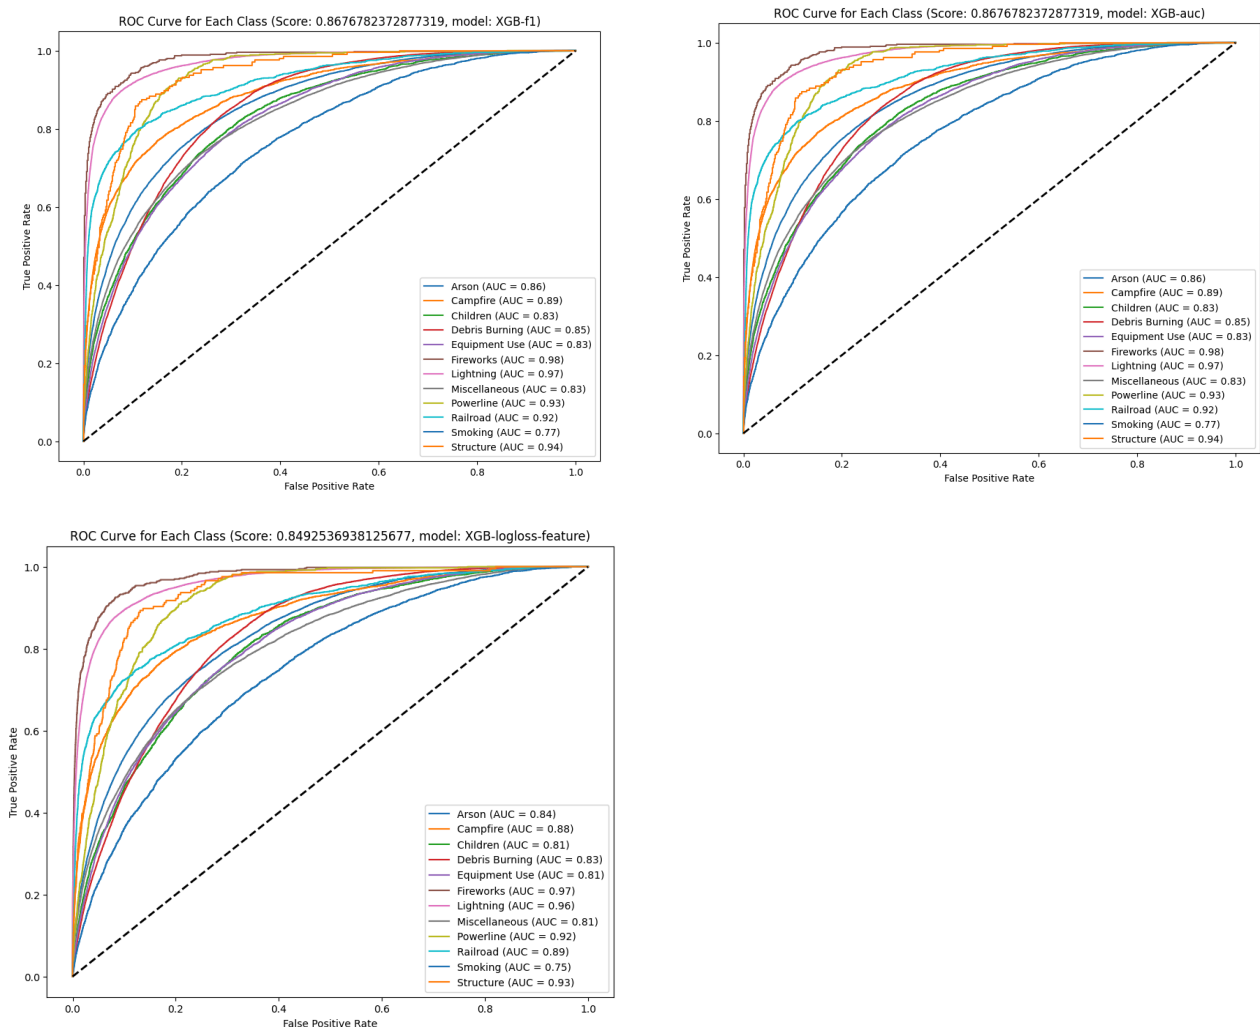 ROC Curve for Each Class (Score: 0.8676782372877319, model: XGB-f1)
1.0
0.8
0.6
0.4
0.2
0.0
True Positive Rate
Arson (AUC = 0.86)
Campfire (AUC = 0.89)
Children (AUC = 0.83)
Debris Burning (AUC = 0.85)
Equipment Use (AUC = 0.83)
Fireworks (AUC = 0.98)
Lightning (AUC = 0.97)
Miscellaneous (AUC = 0.83)
Powerline (AUC = 0.93)
Railroad (AUC = 0.92)
Smoking (AUC = 0.77)
Structure (AUC = 0.94)
0.0 0.2 0.4 0.6 0.8 1.0
False Positive Rate
ROC Curve for Each Class (Score: 0.8676782372877319, model: XGB-auc)
1.0
0.8
0.6
0.4
0.2
0.0
True Positive Rate
Arson (AUC = 0.86)
Campfire (AUC = 0.89)
Children (AUC = 0.83)
Debris Burning (AUC = 0.85)
Equipment Use (AUC = 0.83)
Fireworks (AUC = 0.98)
Lightning (AUC = 0.97)
Miscellaneous (AUC = 0.83)
Powerline (AUC = 0.93)
Railroad (AUC = 0.92)
Smoking (AUC = 0.77)
Structure (AUC = 0.94)
0.0 0.2 0.4 0.6 0.8 1.0
False Positive Rate
ROC Curve for Each Class (Score: 0.8492536938125677, model: XGB-logloss-feature)
1.0
0.8
0.6
0.4
0.2
0.0
True Positive Rate
Arson (AUC = 0.84)
Campfire (AUC = 0.88)
Children (AUC = 0.81)
Debris Burning (AUC = 0.83)
Equipment Use (AUC = 0.81)
Fireworks (AUC = 0.97)
Lightning (AUC = 0.96)
Miscellaneous (AUC = 0.81)
Powerline (AUC = 0.92)
Railroad (AUC = 0.89)
Smoking (AUC = 0.75)
Structure (AUC = 0.93)
0.0 0.2 0.4 0.6 0.8 1.0
False Positive Rate